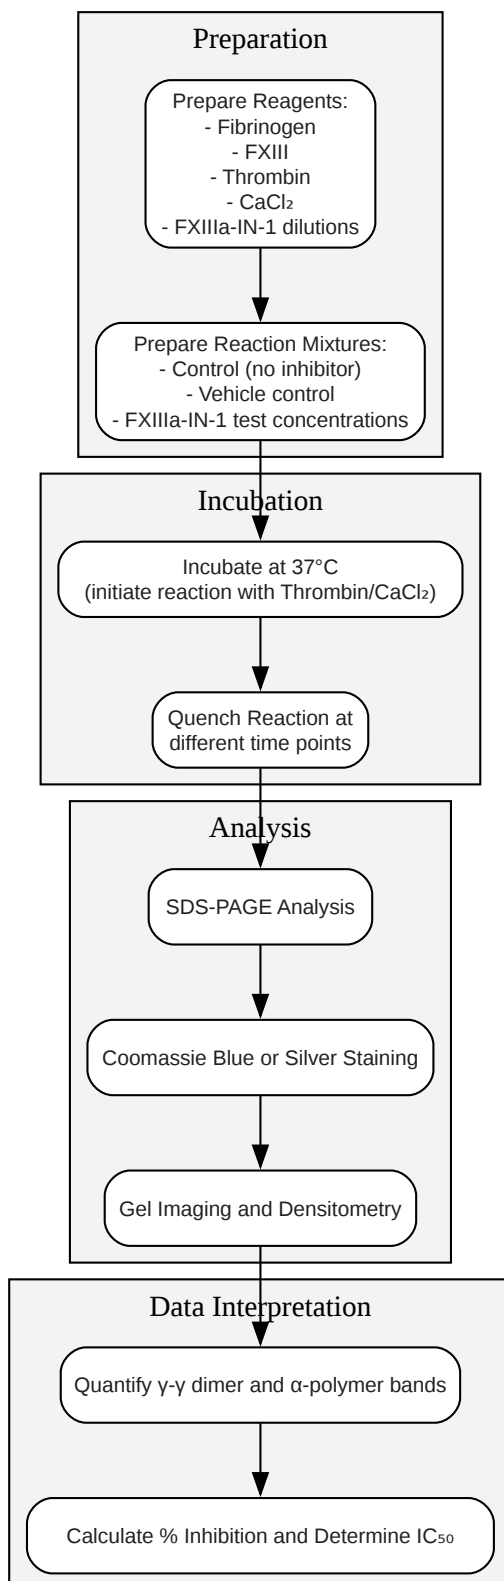 Preparation
Prepare Reagents:
- Fibrinogen
- FXIII
- Thrombin
- CaCl₂
- FXIIIa-IN-1 dilutions
Prepare Reaction Mixtures:
- Control (no inhibitor)
- Vehicle control
- FXIIIa-IN-1 test concentrations
Incubation
Incubate at 37°C
(initiate reaction with Thrombin/CaCl₂)
Quench Reaction at
different time points
Analysis
SDS-PAGE Analysis
Coomassie Blue or Silver Staining
Gel Imaging and Densitometry
Data Interpretation
Quantify γ-γ dimer and α-polymer bands
Calculate % Inhibition and Determine IC₅₀